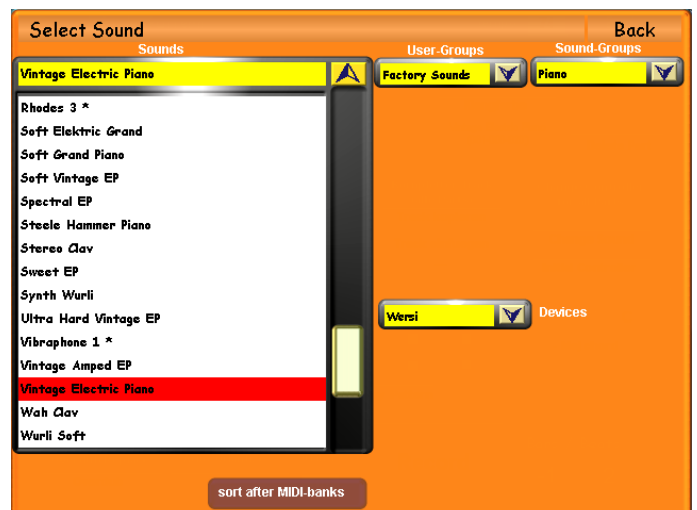 Select Sound
Back
Sounds
User-Groups
Sound-Groups
Vintage Electric Piano
Factory Sounds
Piano
Rhodes 3 *
Soft Elektric Grand
Soft Grand Piano
Soft Vintage EP
Spectral EP
Steele Hammer Piano
Stereo Clav
Sweet EP
Synth Wurli
Ultra Hard Vintage EP
Vibraphone 1 *
Vintage Amped EP
Vintage Electric Piano
Wah Clav
Wurli Soft
Wersi
Devices
sort after MIDI-banks